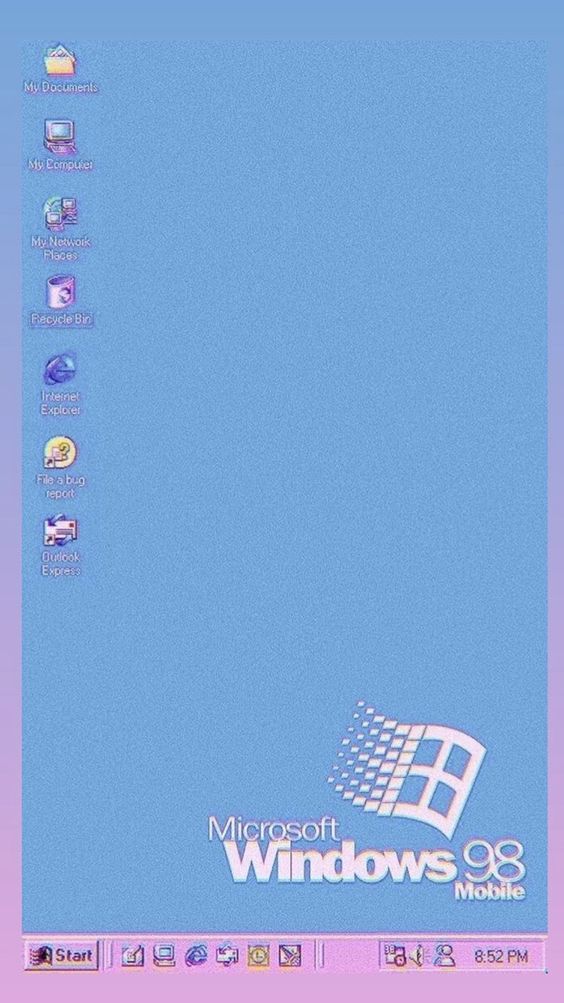 My Documents
My Computer
My Network
Places
Recycle Bin
Internet
Explorer
File a bug
report
Outlook
Express
Microsoft
Windows 98
Mobile
Start
8:52 PM